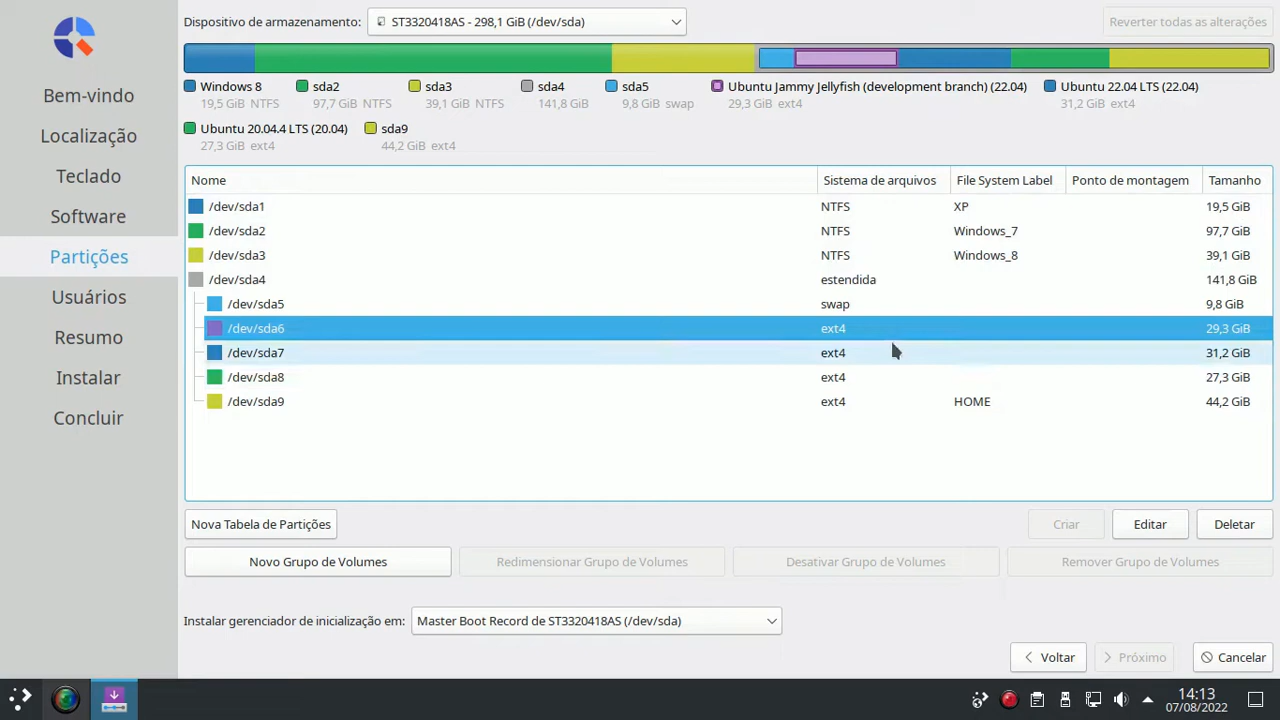 Dispositivo de armazenamento: ST3320418AS - 298,1 GiB (/dev/sda) Reverter todas as alterações
Windows 8 sda2 sda3 sda4 sda5 Ubuntu Jammy Jellyfish (development branch) (22.04) Ubuntu 22.04 LTS (22.04)
19,5 GiB NTFS 97,7 GiB NTFS 39,1 GiB NTFS 141,8 GiB 9,8 GiB swap 29,3 GiB ext4 31,2 GiB ext4
Ubuntu 20.04.4 LTS (20.04) sda9
27,3 GiB ext4 44,2 GiB ext4
Bem-vindo
Localização
Teclado
Software
Partições
Usuários
Resumo
Instalar
Concluir
Nome Sistema de arquivos File System Label Ponto de montagem Tamanho
/dev/sda1 NTFS XP 19,5 GiB
/dev/sda2 NTFS Windows_7 97,7 GiB
/dev/sda3 NTFS Windows_8 39,1 GiB
/dev/sda4 estendida 141,8 GiB
/dev/sda5 swap 9,8 GiB
/dev/sda6 ext4 29,3 GiB
/dev/sda7 ext4 31,2 GiB
/dev/sda8 ext4 27,3 GiB
/dev/sda9 ext4 HOME 44,2 GiB
Nova Tabela de Partições Criar Editar Deletar
Novo Grupo de Volumes Redimensionar Grupo de Volumes Desativar Grupo de Volumes Remover Grupo de Volumes
Instalar gerenciador de inicialização em: Master Boot Record de ST3320418AS (/dev/sda)
Voltar Próximo Cancelar
14:13
07/08/2022